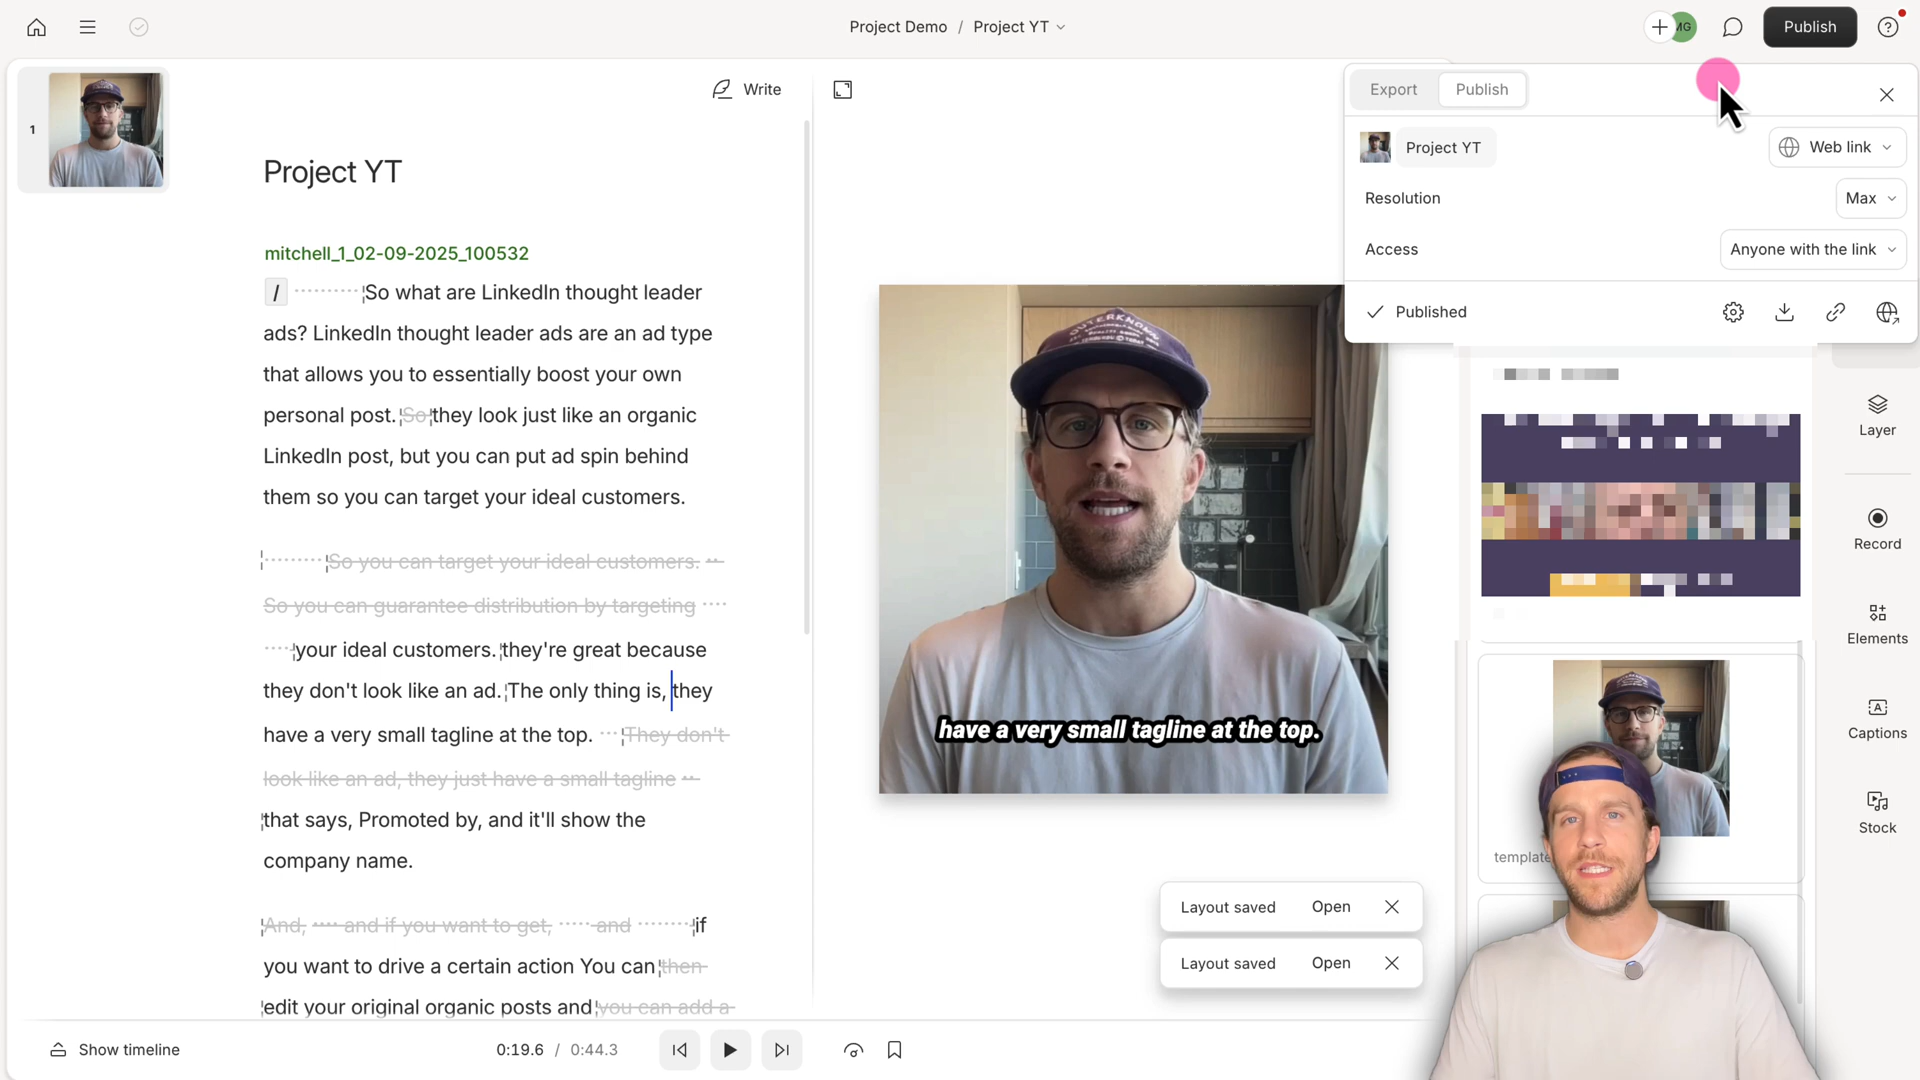 Project Demo / Project YT
MG
Publish
1
Write
Project YT
mitchell_1_02-09-2025_100532
/ So what are LinkedIn thought leader
ads? LinkedIn thought leader ads are an ad type
that allows you to essentially boost your own
personal post. So they look just like an organic
LinkedIn post, but you can put ad spin behind
them so you can target your ideal customers.
So you can target your ideal customers.
So you can guarantee distribution by targeting
your ideal customers. they're great because
they don't look like an ad. The only thing is, they
have a very small tagline at the top. They don't
look like an ad, they just have a small tagline
that says, Promoted by, and it'll show the
company name.
And, and if you want to get, and if
you want to drive a certain action You can then
edit your original organic posts and you can add a
OUTERKNOWN
have a very small tagline at the top.
Export
Publish
Project YT
Web link
Resolution
Max
Access
Anyone with the link
Published
Layer
Record
Elements
Captions
Stock
template
Layout saved Open
Layout saved Open
Show timeline
0:19.6 / 0:44.3